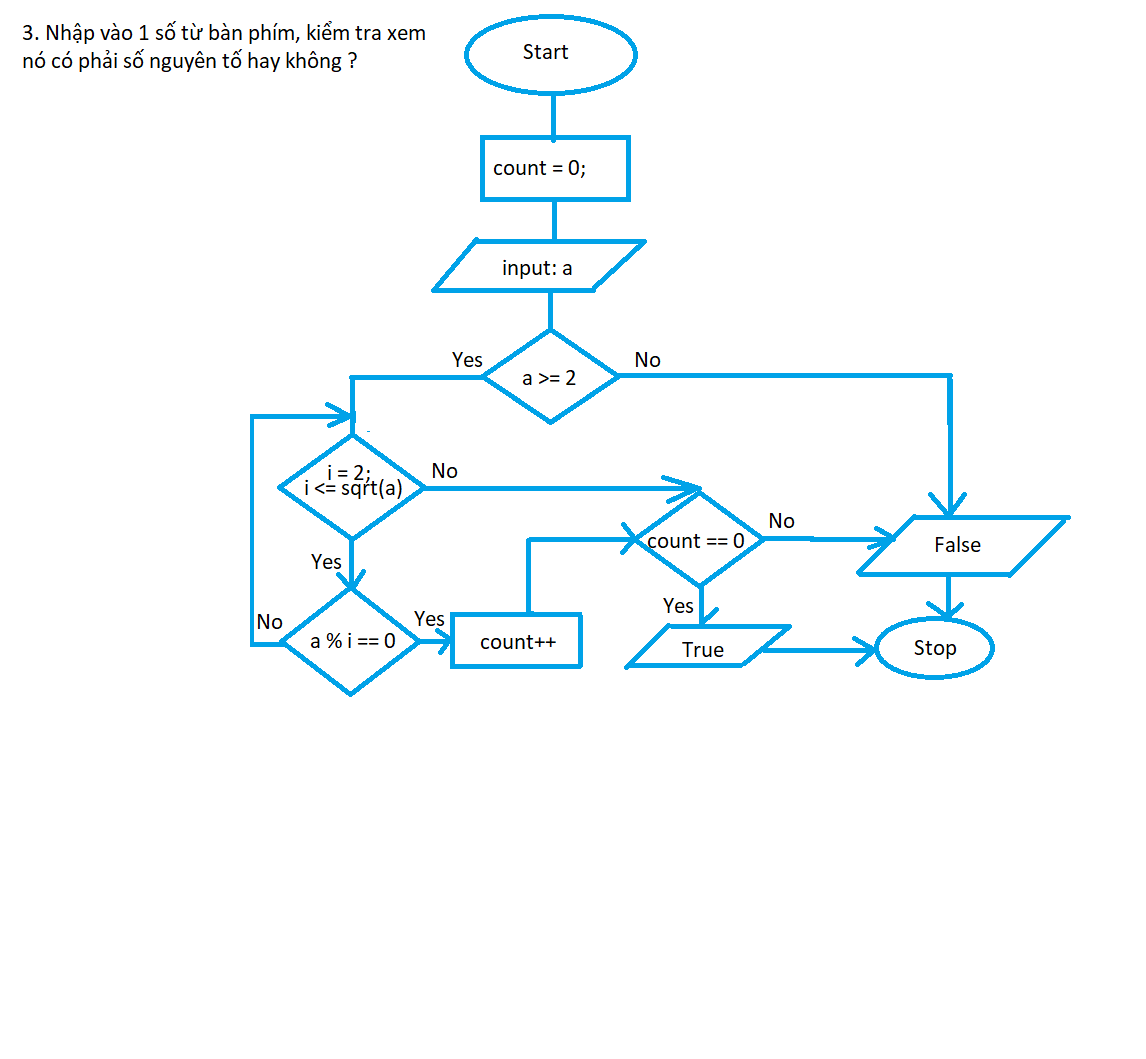 3. Nhập vào 1 số từ bàn phím, kiểm tra xem
nó có phải số nguyên tố hay không ?
Start
count = 0;
input: a
Yes
No
a >= 2
i = 2;
i <= sqrt(a)
No
No
count == 0
False
Yes
Yes
No
Yes
a % i == 0
count++
True
Stop